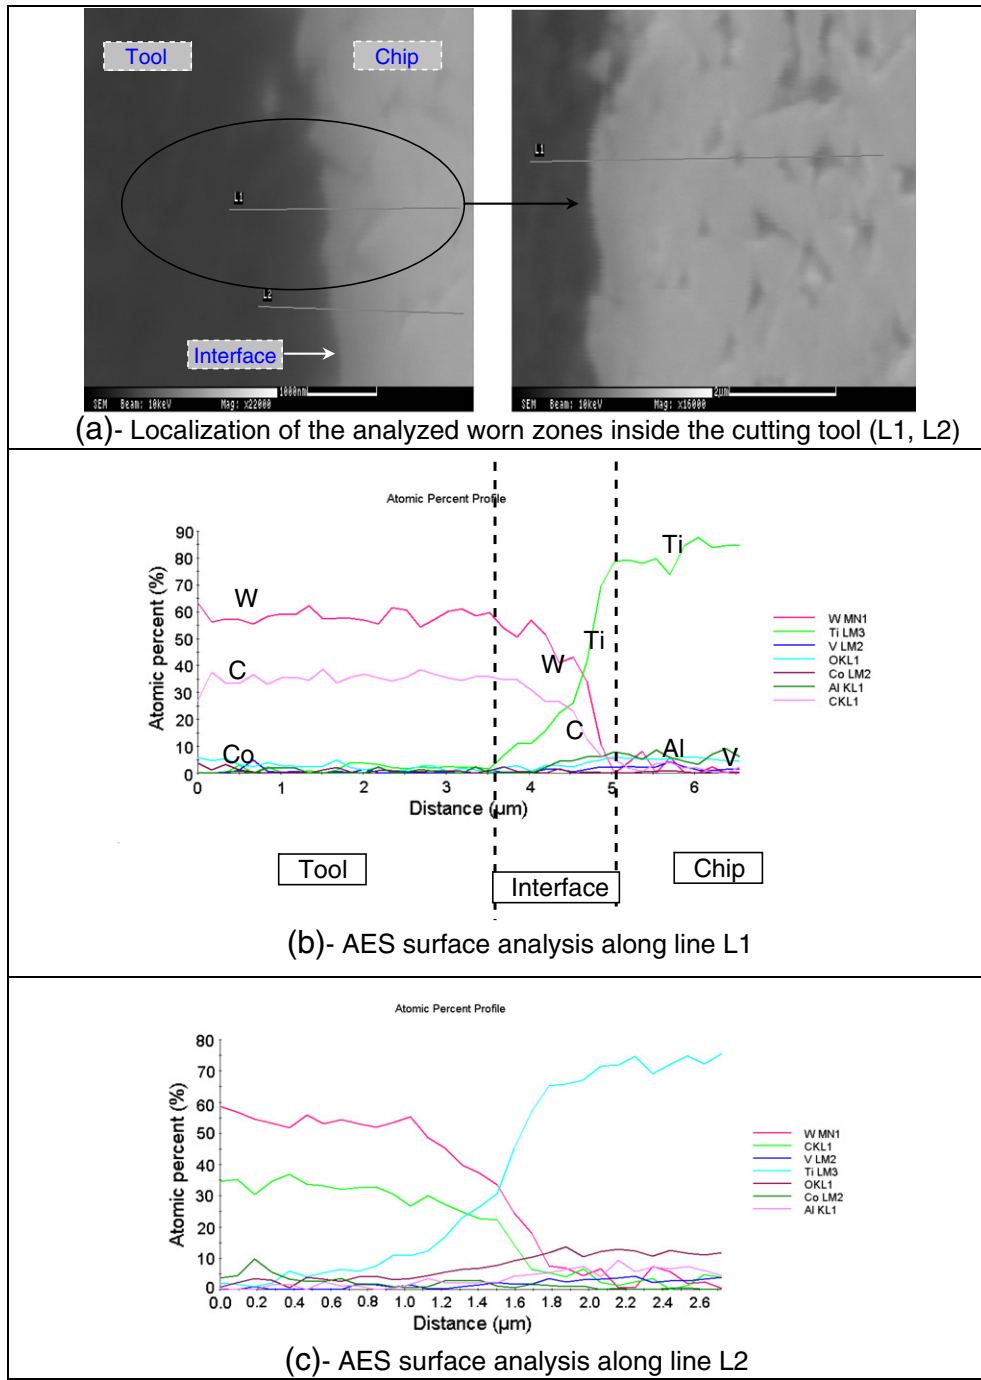 Tool
Chip
L1
L2
Interface
1000nm
SEM Beam: 10keV Mag: x22000
L1
2µm
SEM Beam: 10keV Mag: x16000
(a)- Localization of the analyzed worn zones inside the cutting tool (L1, L2)
Atomic Percent Profile
Atomic percent (%)
90
80
70
60
50
40
30
20
10
0
W
C
Co
Ti
Ti
W
C
Al
V
0 1 2 3 4 5 6
Distance (µm)
W MN1
Ti LM3
V LM2
OKL1
Co LM2
Al KL1
CKL1
Tool
Interface
Chip
(b)- AES surface analysis along line L1
Atomic Percent Profile
Atomic percent (%)
80
70
60
50
40
30
20
10
0
0.0 0.2 0.4 0.6 0.8 1.0 1.2 1.4 1.6 1.8 2.0 2.2 2.4 2.6
Distance (µm)
W MN1
CKL1
V LM2
Ti LM3
OKL1
Co LM2
Al KL1
(c)- AES surface analysis along line L2